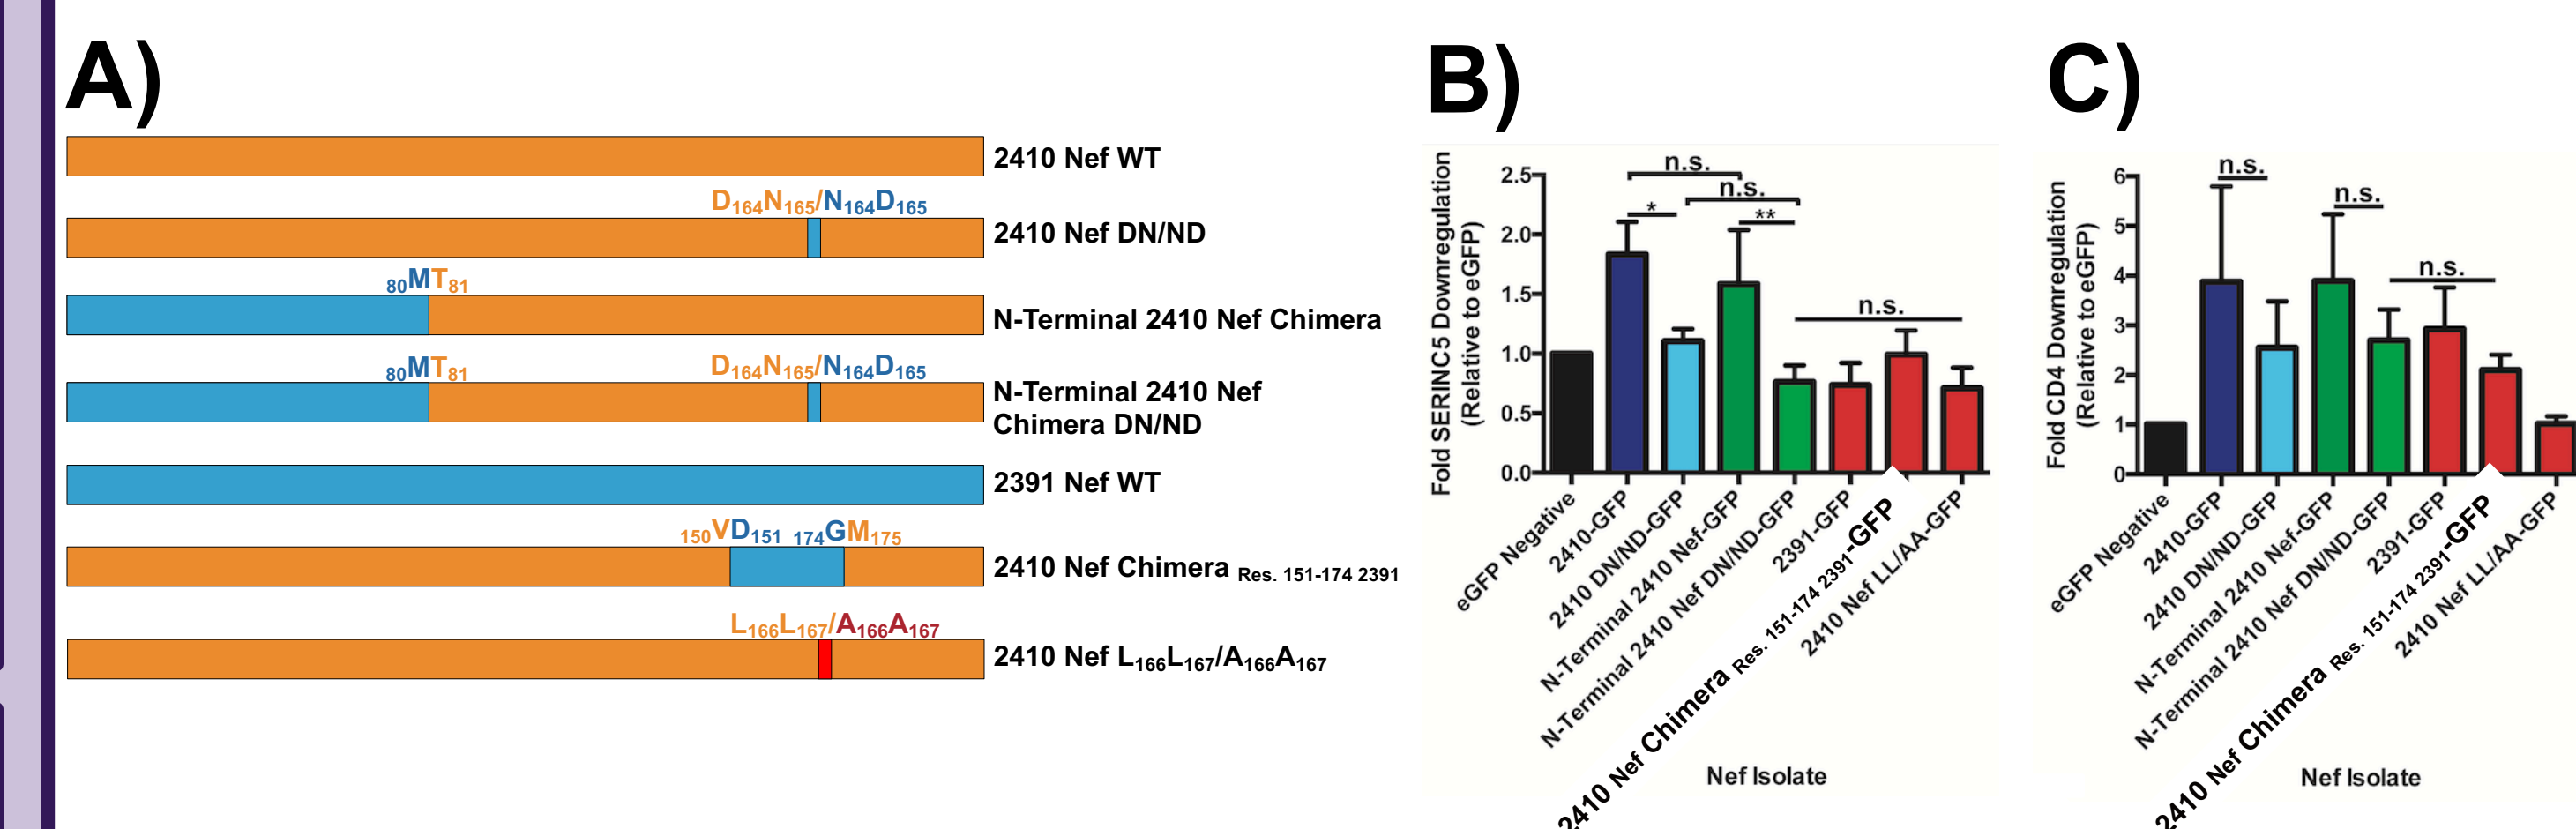 A)
2410 Nef WT
D164N165/N164D165
2410 Nef DN/ND
80MT81
N-Terminal 2410 Nef Chimera
80MT81
D164N165/N164D165
N-Terminal 2410 Nef
Chimera DN/ND
2391 Nef WT
150VD151 174GM175
2410 Nef Chimera Res. 151-174 2391
L166L167/A166A167
2410 Nef L166L167/A166A167
B)
Fold SERINC5 Downregulation
(Relative to eGFP)
2.5
2.0
1.5
1.0
0.5
0.0
n.s.
n.s.
*
**
n.s.
eGFP Negative
2410-GFP
2410 DN/ND-GFP
N-Terminal 2410 Nef-GFP
N-Terminal 2410 Nef DN/ND-GFP
2391-GFP
2410 Nef Chimera Res. 151-174 2391-GFP
2410 Nef LL/AA-GFP
Nef Isolate
C)
Fold CD4 Downregulation
(Relative to eGFP)
6
5
4
3
2
1
0
n.s.
n.s.
n.s.
eGFP Negative
2410-GFP
2410 DN/ND-GFP
N-Terminal 2410 Nef-GFP
N-Terminal 2410 Nef DN/ND-GFP
2391-GFP
2410 Nef Chimera Res. 151-174 2391-GFP
2410 Nef LL/AA-GFP
Nef Isolate